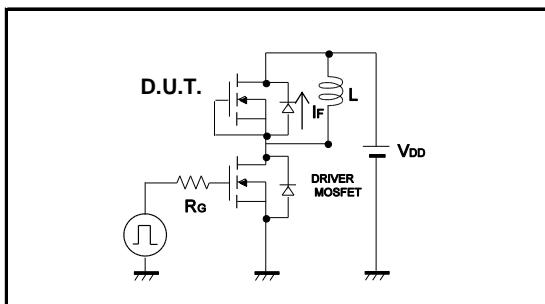 D.U.T.
IF
L
VDD
DRIVER
MOSFET
RG